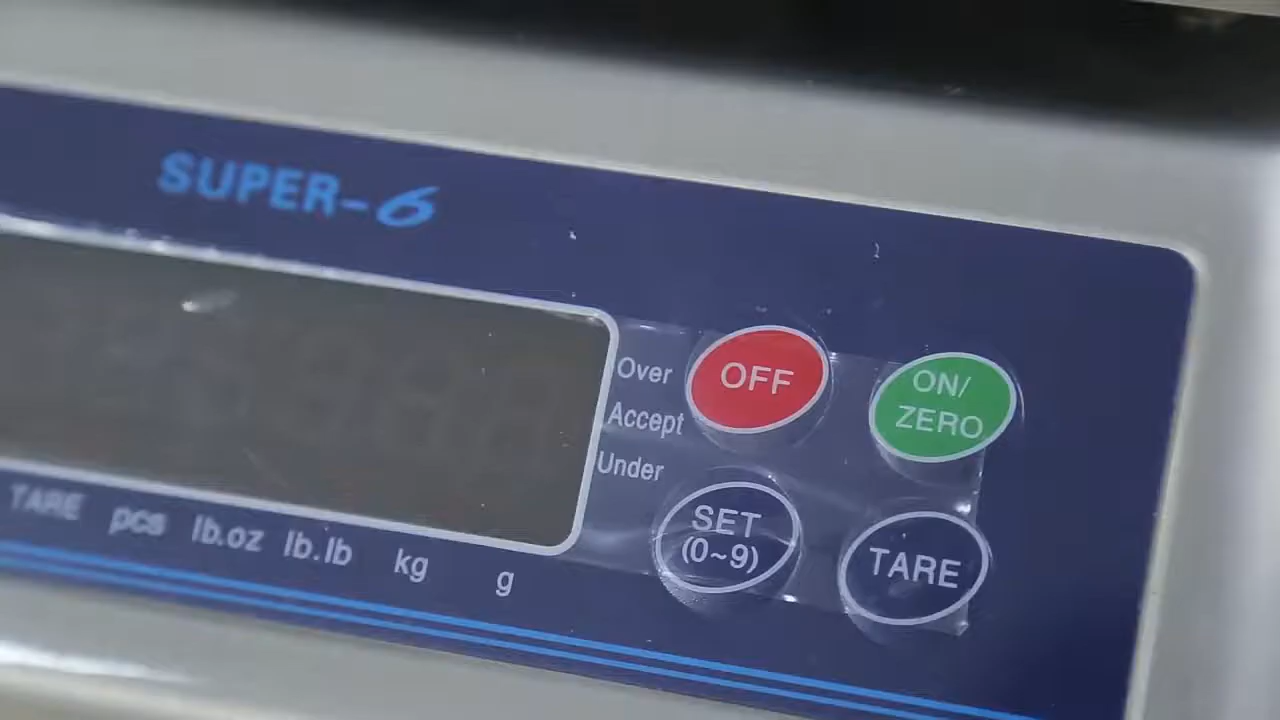 SUPER-6
Over
Accept
Under
OFF
ON/
ZERO
SET
(0~9)
TARE
TARE pcs lb.oz lb.lb kg g